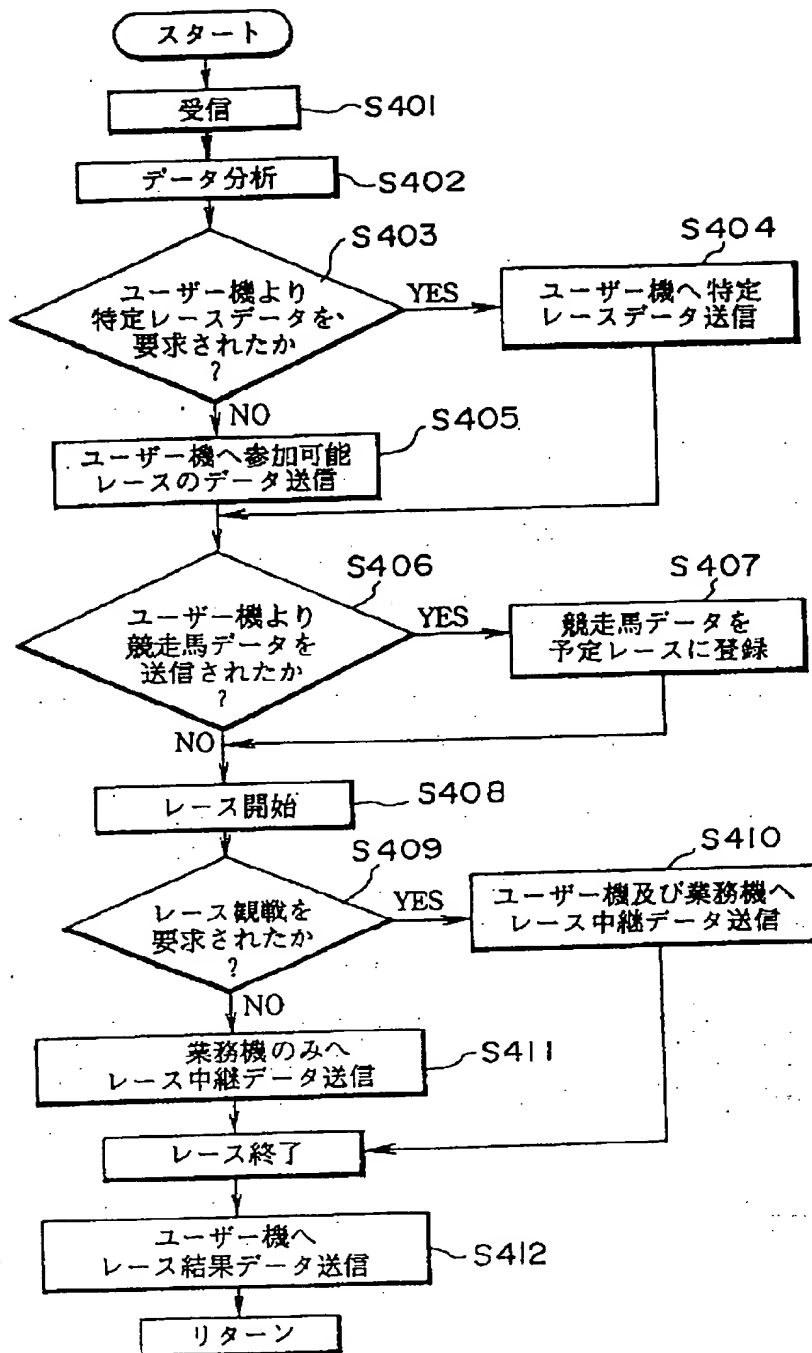 スタート
受信
S401
データ分析
S402
S403
ユーザー機より
特定レースデータを、
要求されたか
?
YES
S404
ユーザー機へ特定
レースデータ送信
NO
S405
ユーザー機へ参加可能
レースのデータ送信
S406
ユーザー機より
競走馬データを
送信されたか
?
YES
S407
競走馬データを
予定レースに登録
NO
レース開始
S408
S409
レース観戦を
要求されたか
?
YES
S410
ユーザー機及び業務機へ
レース中継データ送信
NO
業務機のみへ
レース中継データ送信
S411
レース終了
ユーザー機へ
レース結果データ送信
S412
リターン